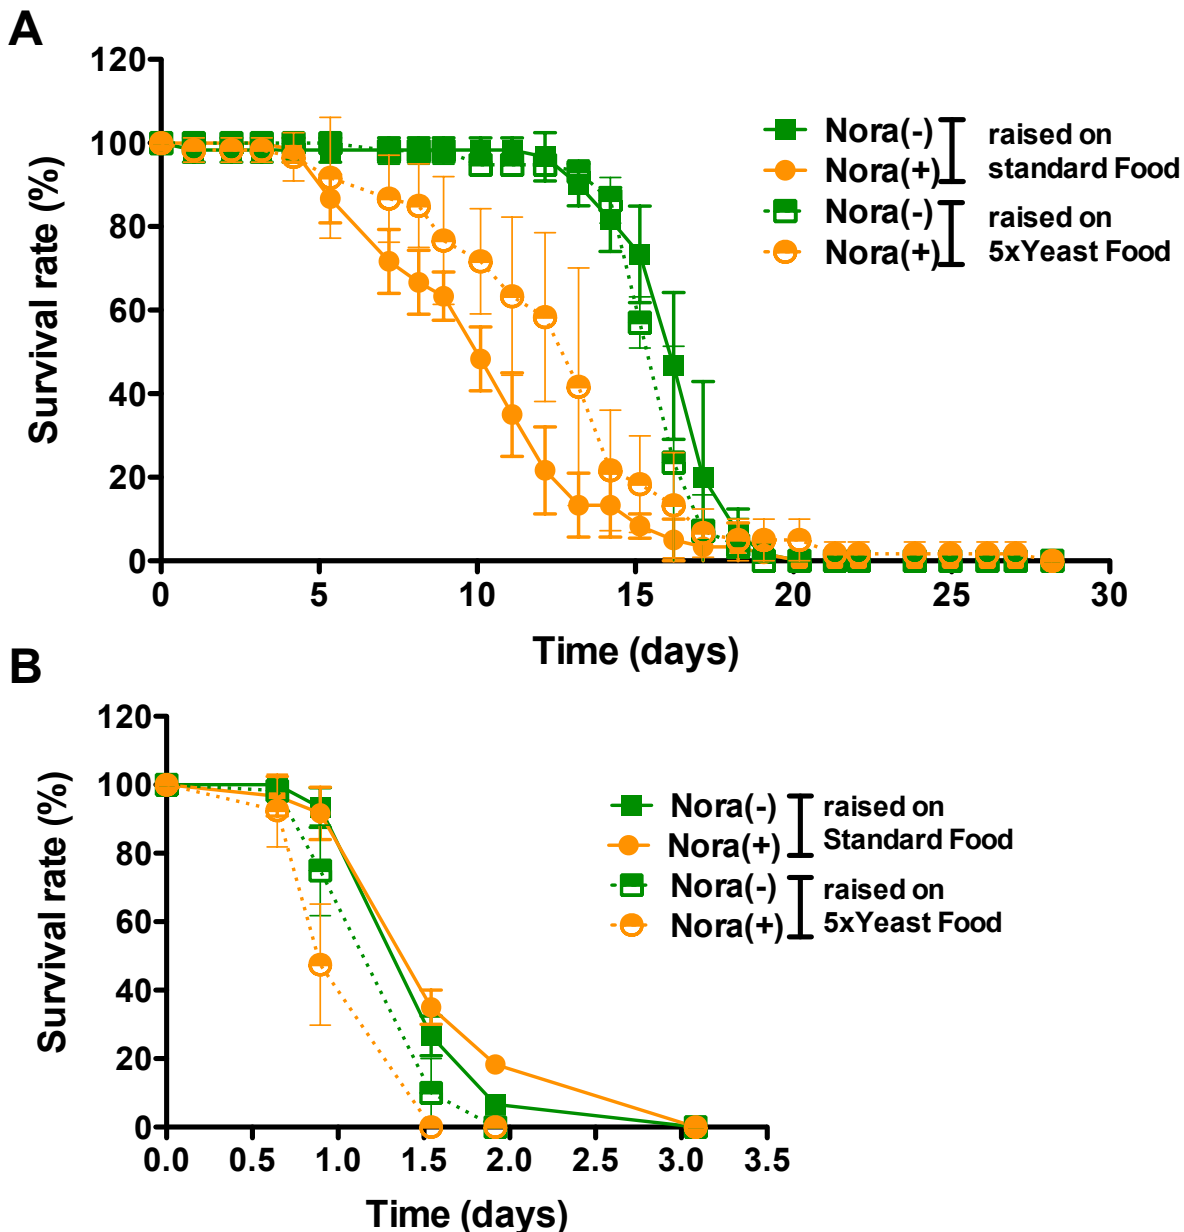 A
120
100
80
60
40
20
0
Survival rate (%)
0 5 10 15 20 25 30
Time (days)
Nora(-)
Nora(+)
raised on
standard Food
Nora(-)
Nora(+)
raised on
5xYeast Food
B
120
100
80
60
40
20
0
Survival rate (%)
0.0 0.5 1.0 1.5 2.0 2.5 3.0 3.5
Time (days)
Nora(-)
Nora(+)
raised on
Standard Food
Nora(-)
Nora(+)
raised on
5xYeast Food